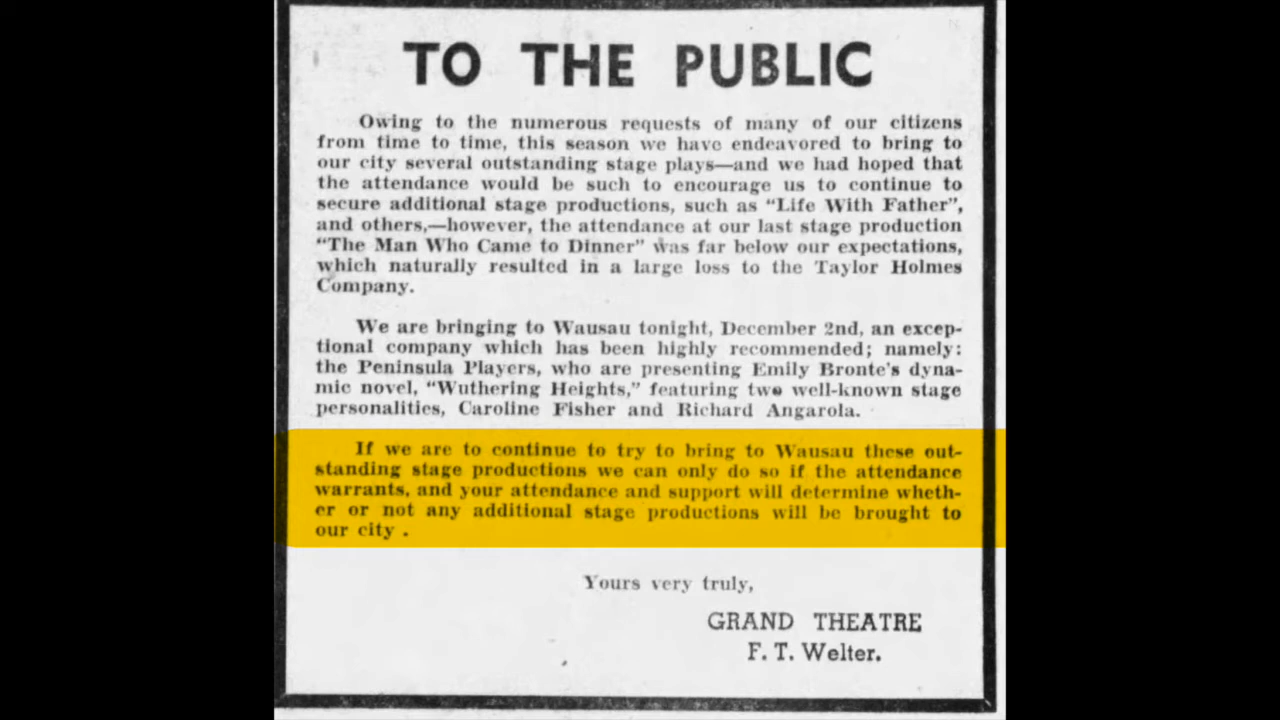 TO THE PUBLIC
Owing to the numerous requests of many of our citizens
from time to time, this season we have endeavored to bring to
our city several outstanding stage plays—and we had hoped that
the attendance would be such to encourage us to continue to
secure additional stage productions, such as "Life With Father",
and others,—however, the attendance at our last stage production
"The Man Who Came to Dinner" was far below our expectations,
which naturally resulted in a large loss to the Taylor Holmes
Company.
We are bringing to Wausau tonight, December 2nd, an excep-
tional company which has been highly recommended; namely:
the Peninsula Players, who are presenting Emily Bronte's dyna-
mic novel, "Wuthering Heights," featuring two well-known stage
personalities, Caroline Fisher and Richard Angarola.
If we are to continue to try to bring to Wausau these out-
standing stage productions we can only do so if the attendance
warrants, and your attendance and support will determine wheth-
er or not any additional stage productions will be brought to
our city .
Yours very truly,
GRAND THEATRE
F. T. Welter.